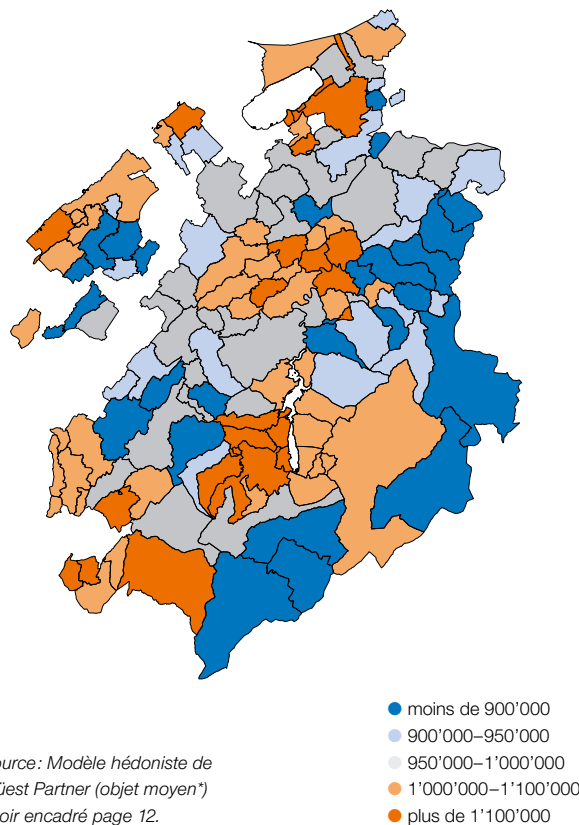 moins de 900’000
900’000–950’000
950’000–1’000’000
1’000’000–1’100’000
plus de 1’100’000
ource: Modèle hédoniste de
üest Partner (objet moyen*)
oir encadré page 12.